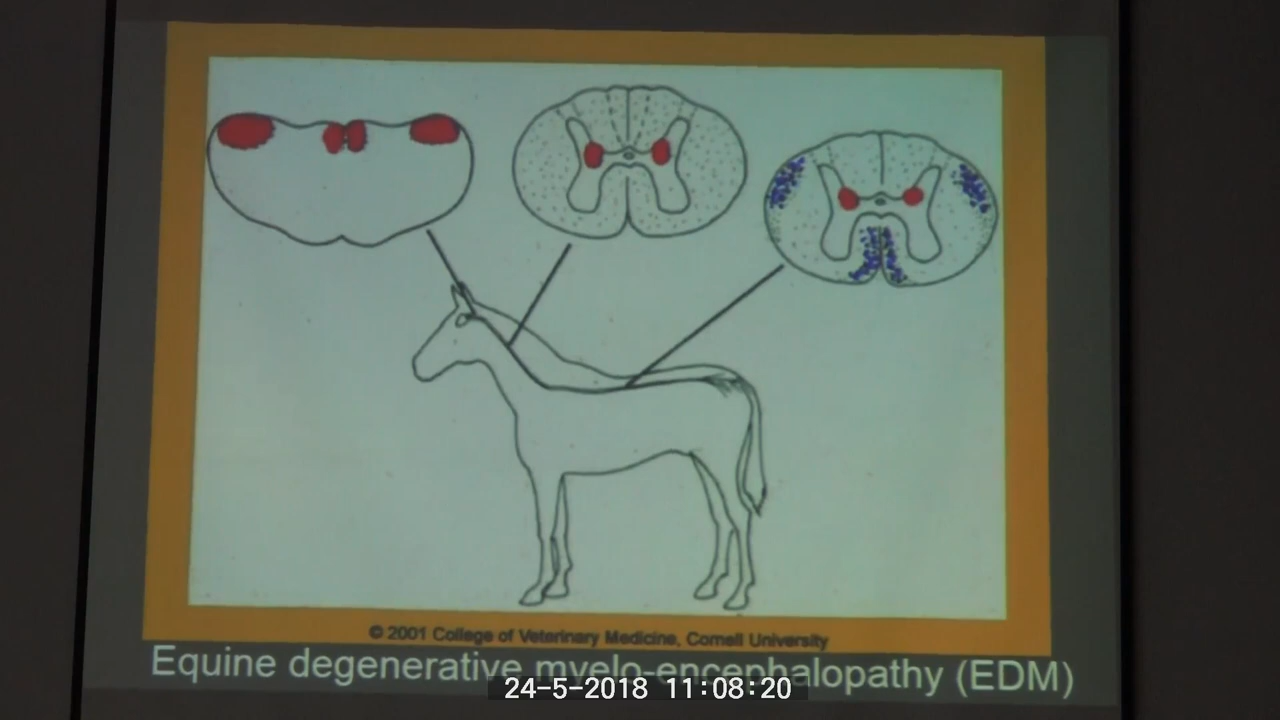 © 2001 College of Veterinary Medicine, Cornell University
Equine degenerative myelo-encephalopathy (EDM)
24-5-2018 11:08:20